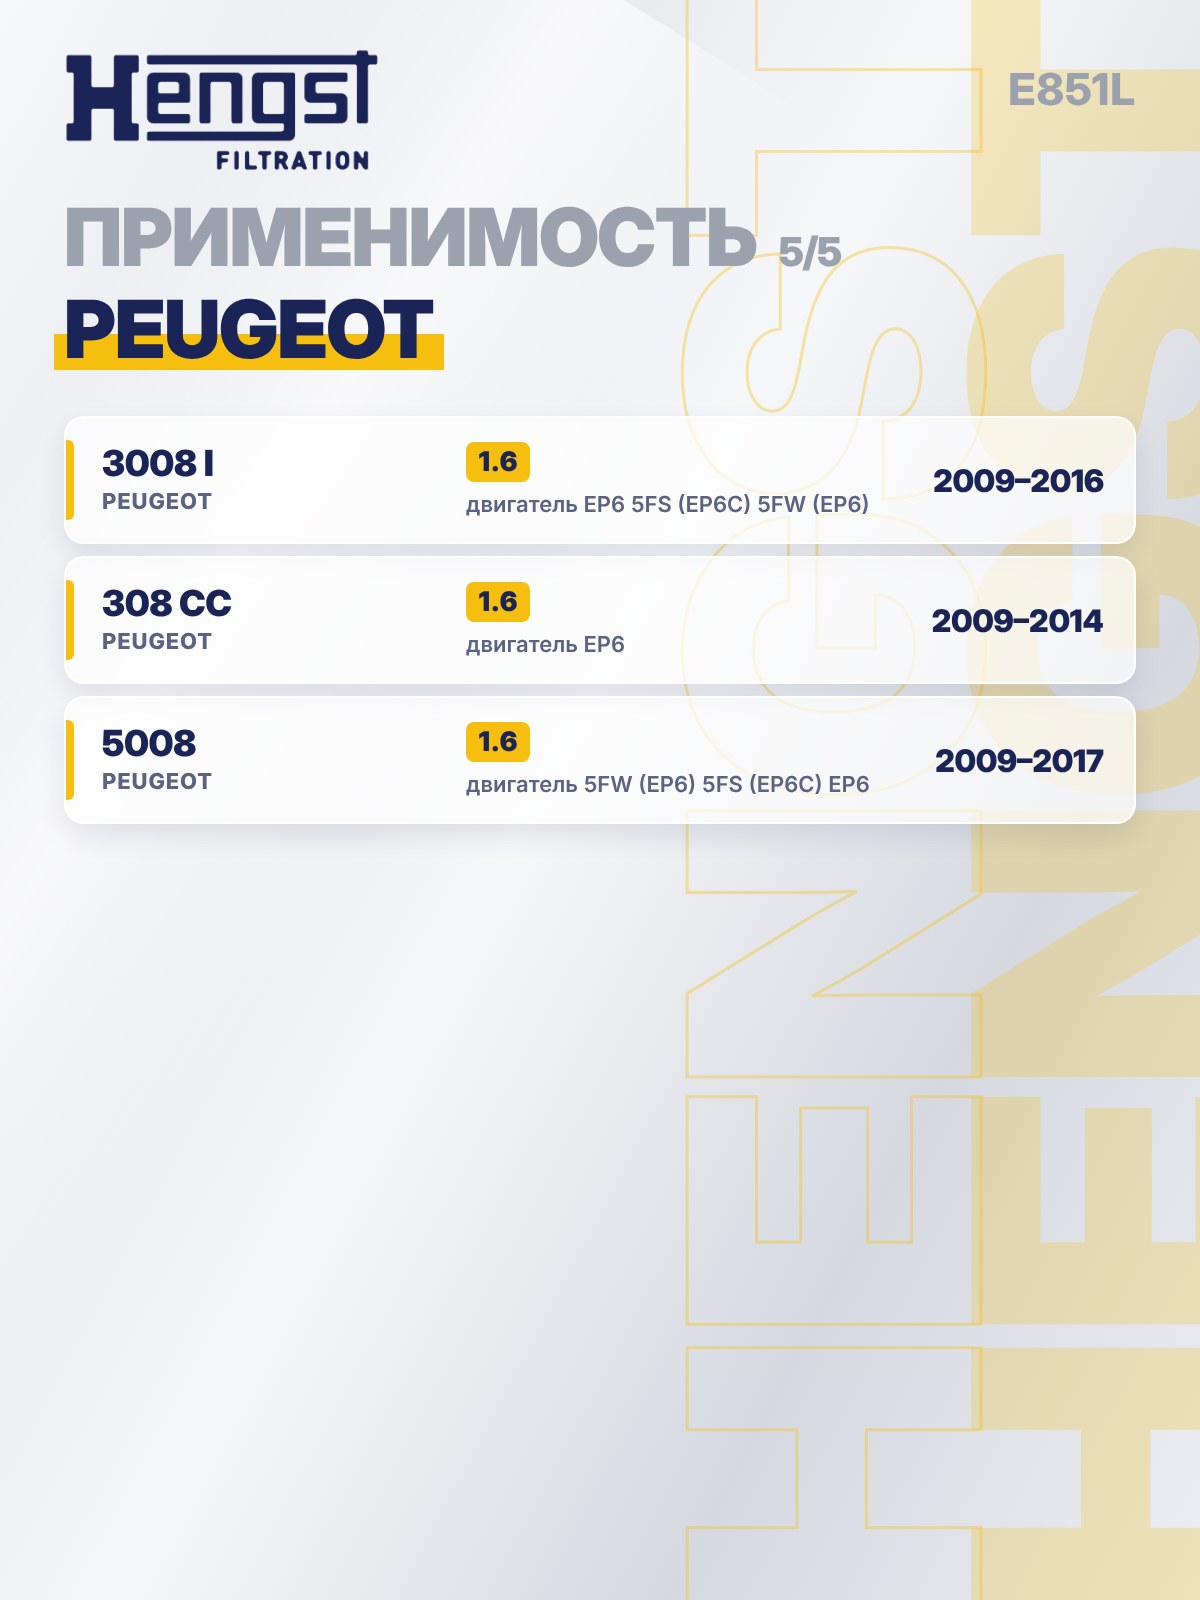 Hengst
FILTRATION
E851L
ПРИМЕНИМОСТЬ 5/5
PEUGEOT
3008 I
PEUGEOT
1.6
двигатель EP6 5FS (EP6C) 5FW (EP6)
2009–2016
308 CC
PEUGEOT
1.6
двигатель EP6
2009–2014
5008
PEUGEOT
1.6
двигатель 5FW (EP6) 5FS (EP6C) EP6
2009–2017
HENGST
HENGST